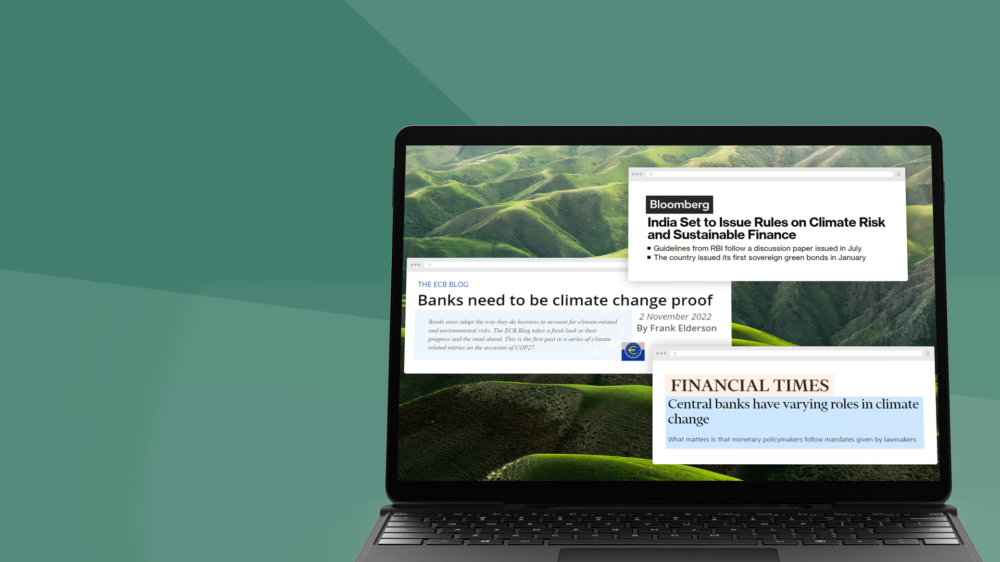 Bloomberg
India Set to Issue Rules on Climate Risk
and Sustainable Finance
Guidelines from RBI follow a discussion paper issued in July
The country issued its first sovereign green bonds in January
THE ECB BLOG
Banks need to be climate change proof
2 November 2022
By Frank Elderson
Banks must adapt the way they do business to account for climate-related
and environmental risks. The ECB Blog takes a fresh look at their
progress and the road ahead. This is the first post in a series of climate-
related entries on the occasion of COP27.
FINANCIAL TIMES
Central banks have varying roles in climate
change
What matters is that monetary policymakers follow mandates given by lawmakers
Q W E R T Y U I O P
A S D F G H J K L
Z X C V B N M
Fn Alt Alt